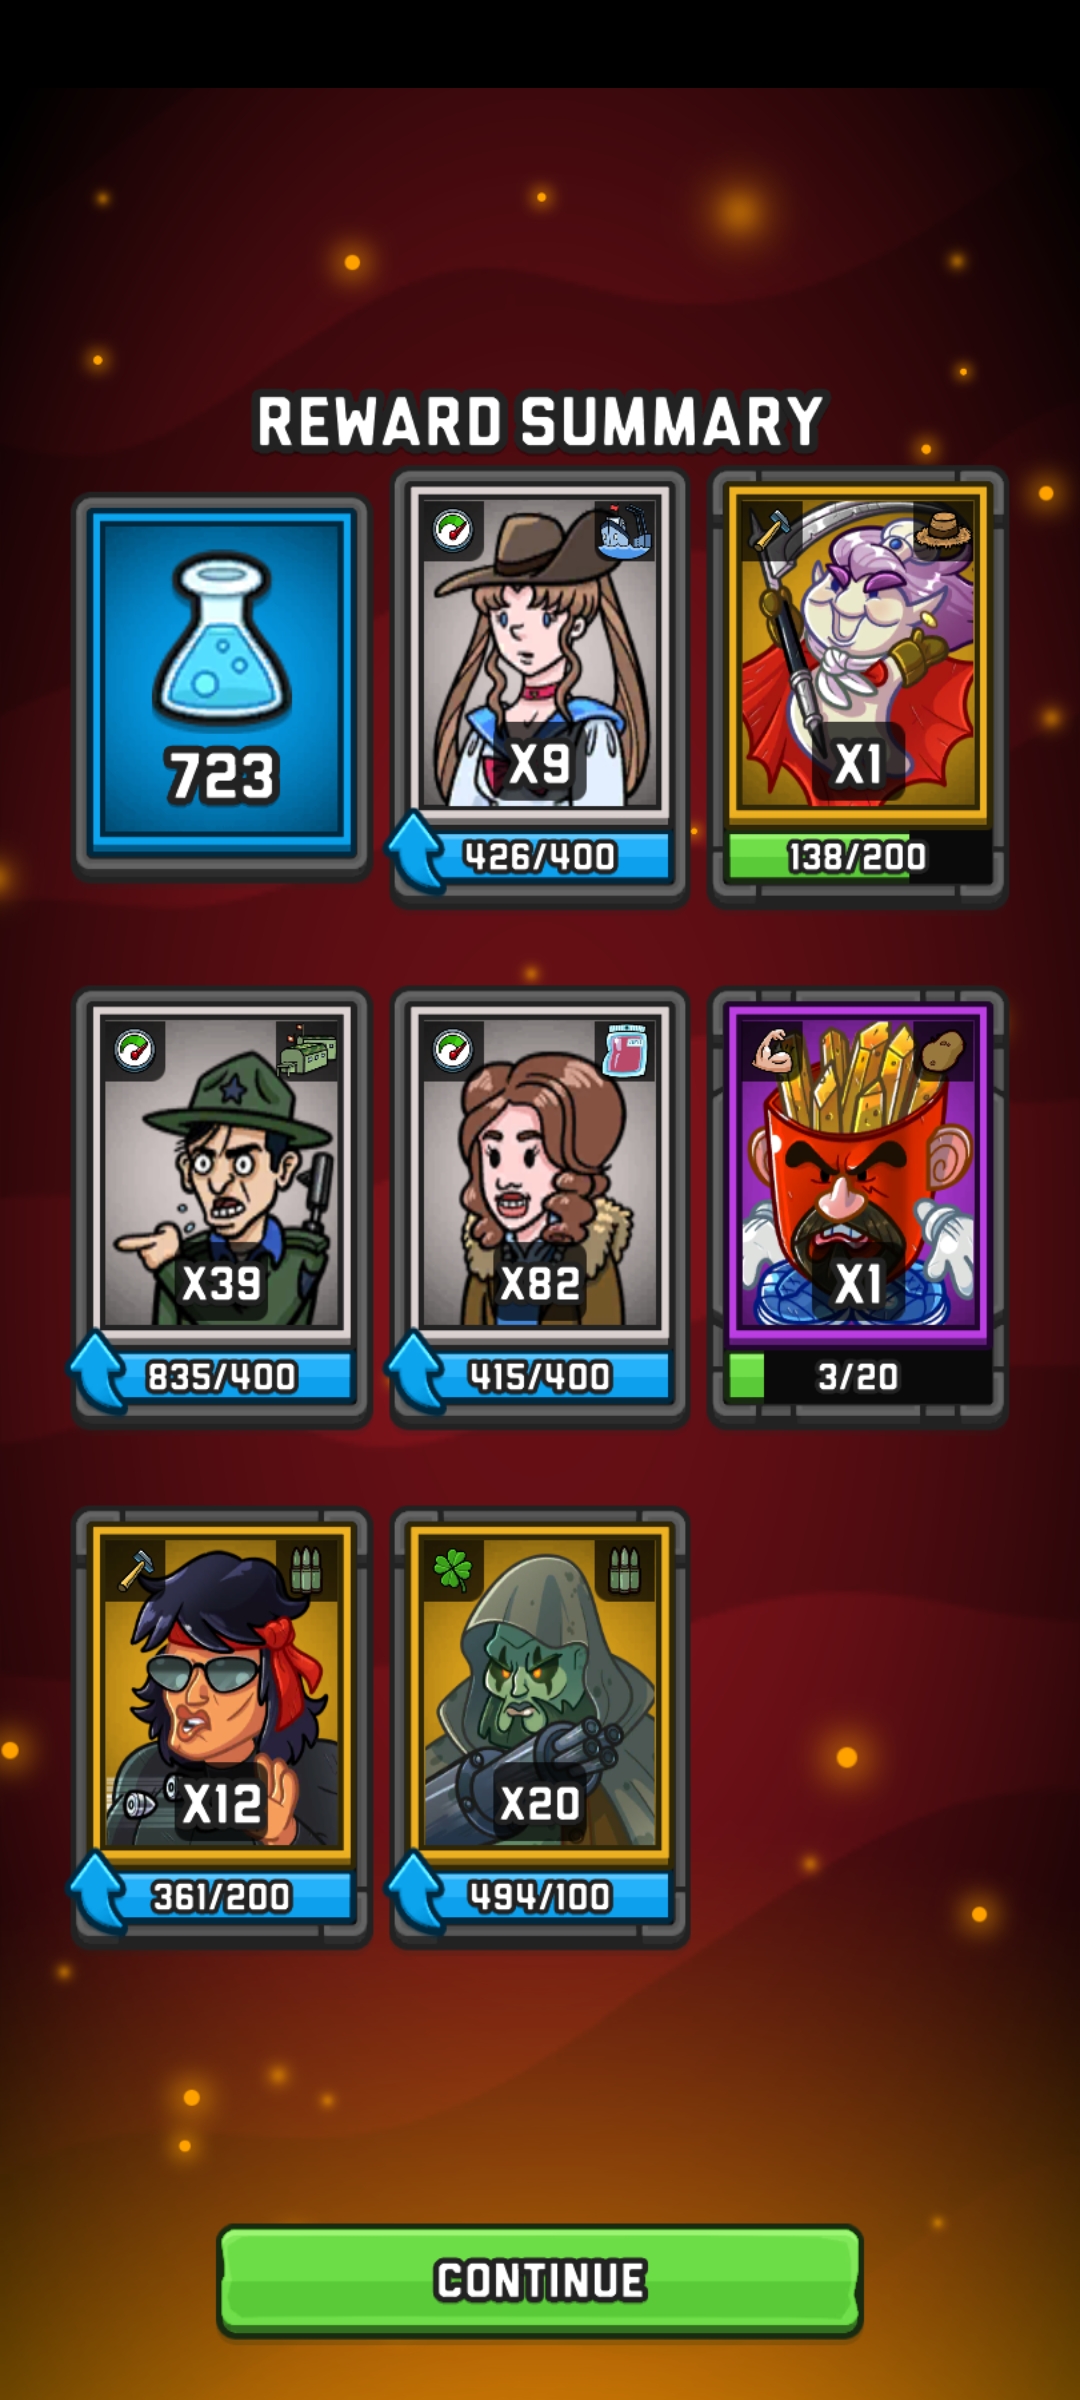 REWARD SUMMARY
723
X9
426/400
X1
138/200
X39
835/400
X82
415/400
X1
3/20
X12
361/200
X20
494/100
CONTINUE